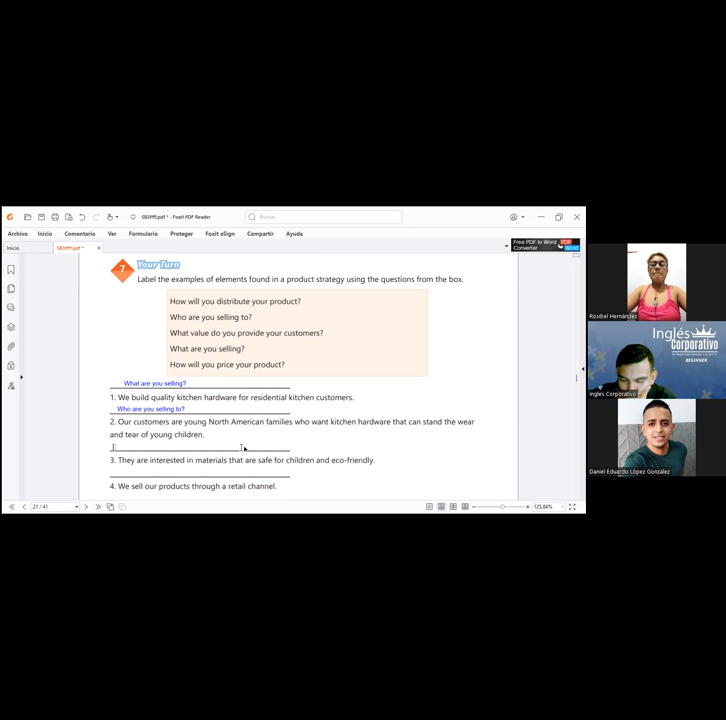 SB3ffff.pdf * - Foxit PDF Reader
Buscar
Archivo Inicio Comentario Ver Formulario Proteger Foxit eSign Compartir Ayuda
Free PDF to Word Converter PDF Word
Inicio SB3ffff.pdf *
7 Your Turn
Label the examples of elements found in a product strategy using the questions from the box.
How will you distribute your product?
Who are you selling to?
What value do you provide your customers?
What are you selling?
How will you price your product?
What are you selling?
1. We build quality kitchen hardware for residential kitchen customers.
Who are you selling to?
2. Our customers are young North American families who want kitchen hardware that can stand the wear
and tear of young children.
3. They are interested in materials that are safe for children and eco-friendly.
4. We sell our products through a retail channel.
21 / 41
125,84%
Rosibel Hernández
Inglés
Corporativo
BEGINNER
Ingles Corporativo
Daniel Eduardo López González